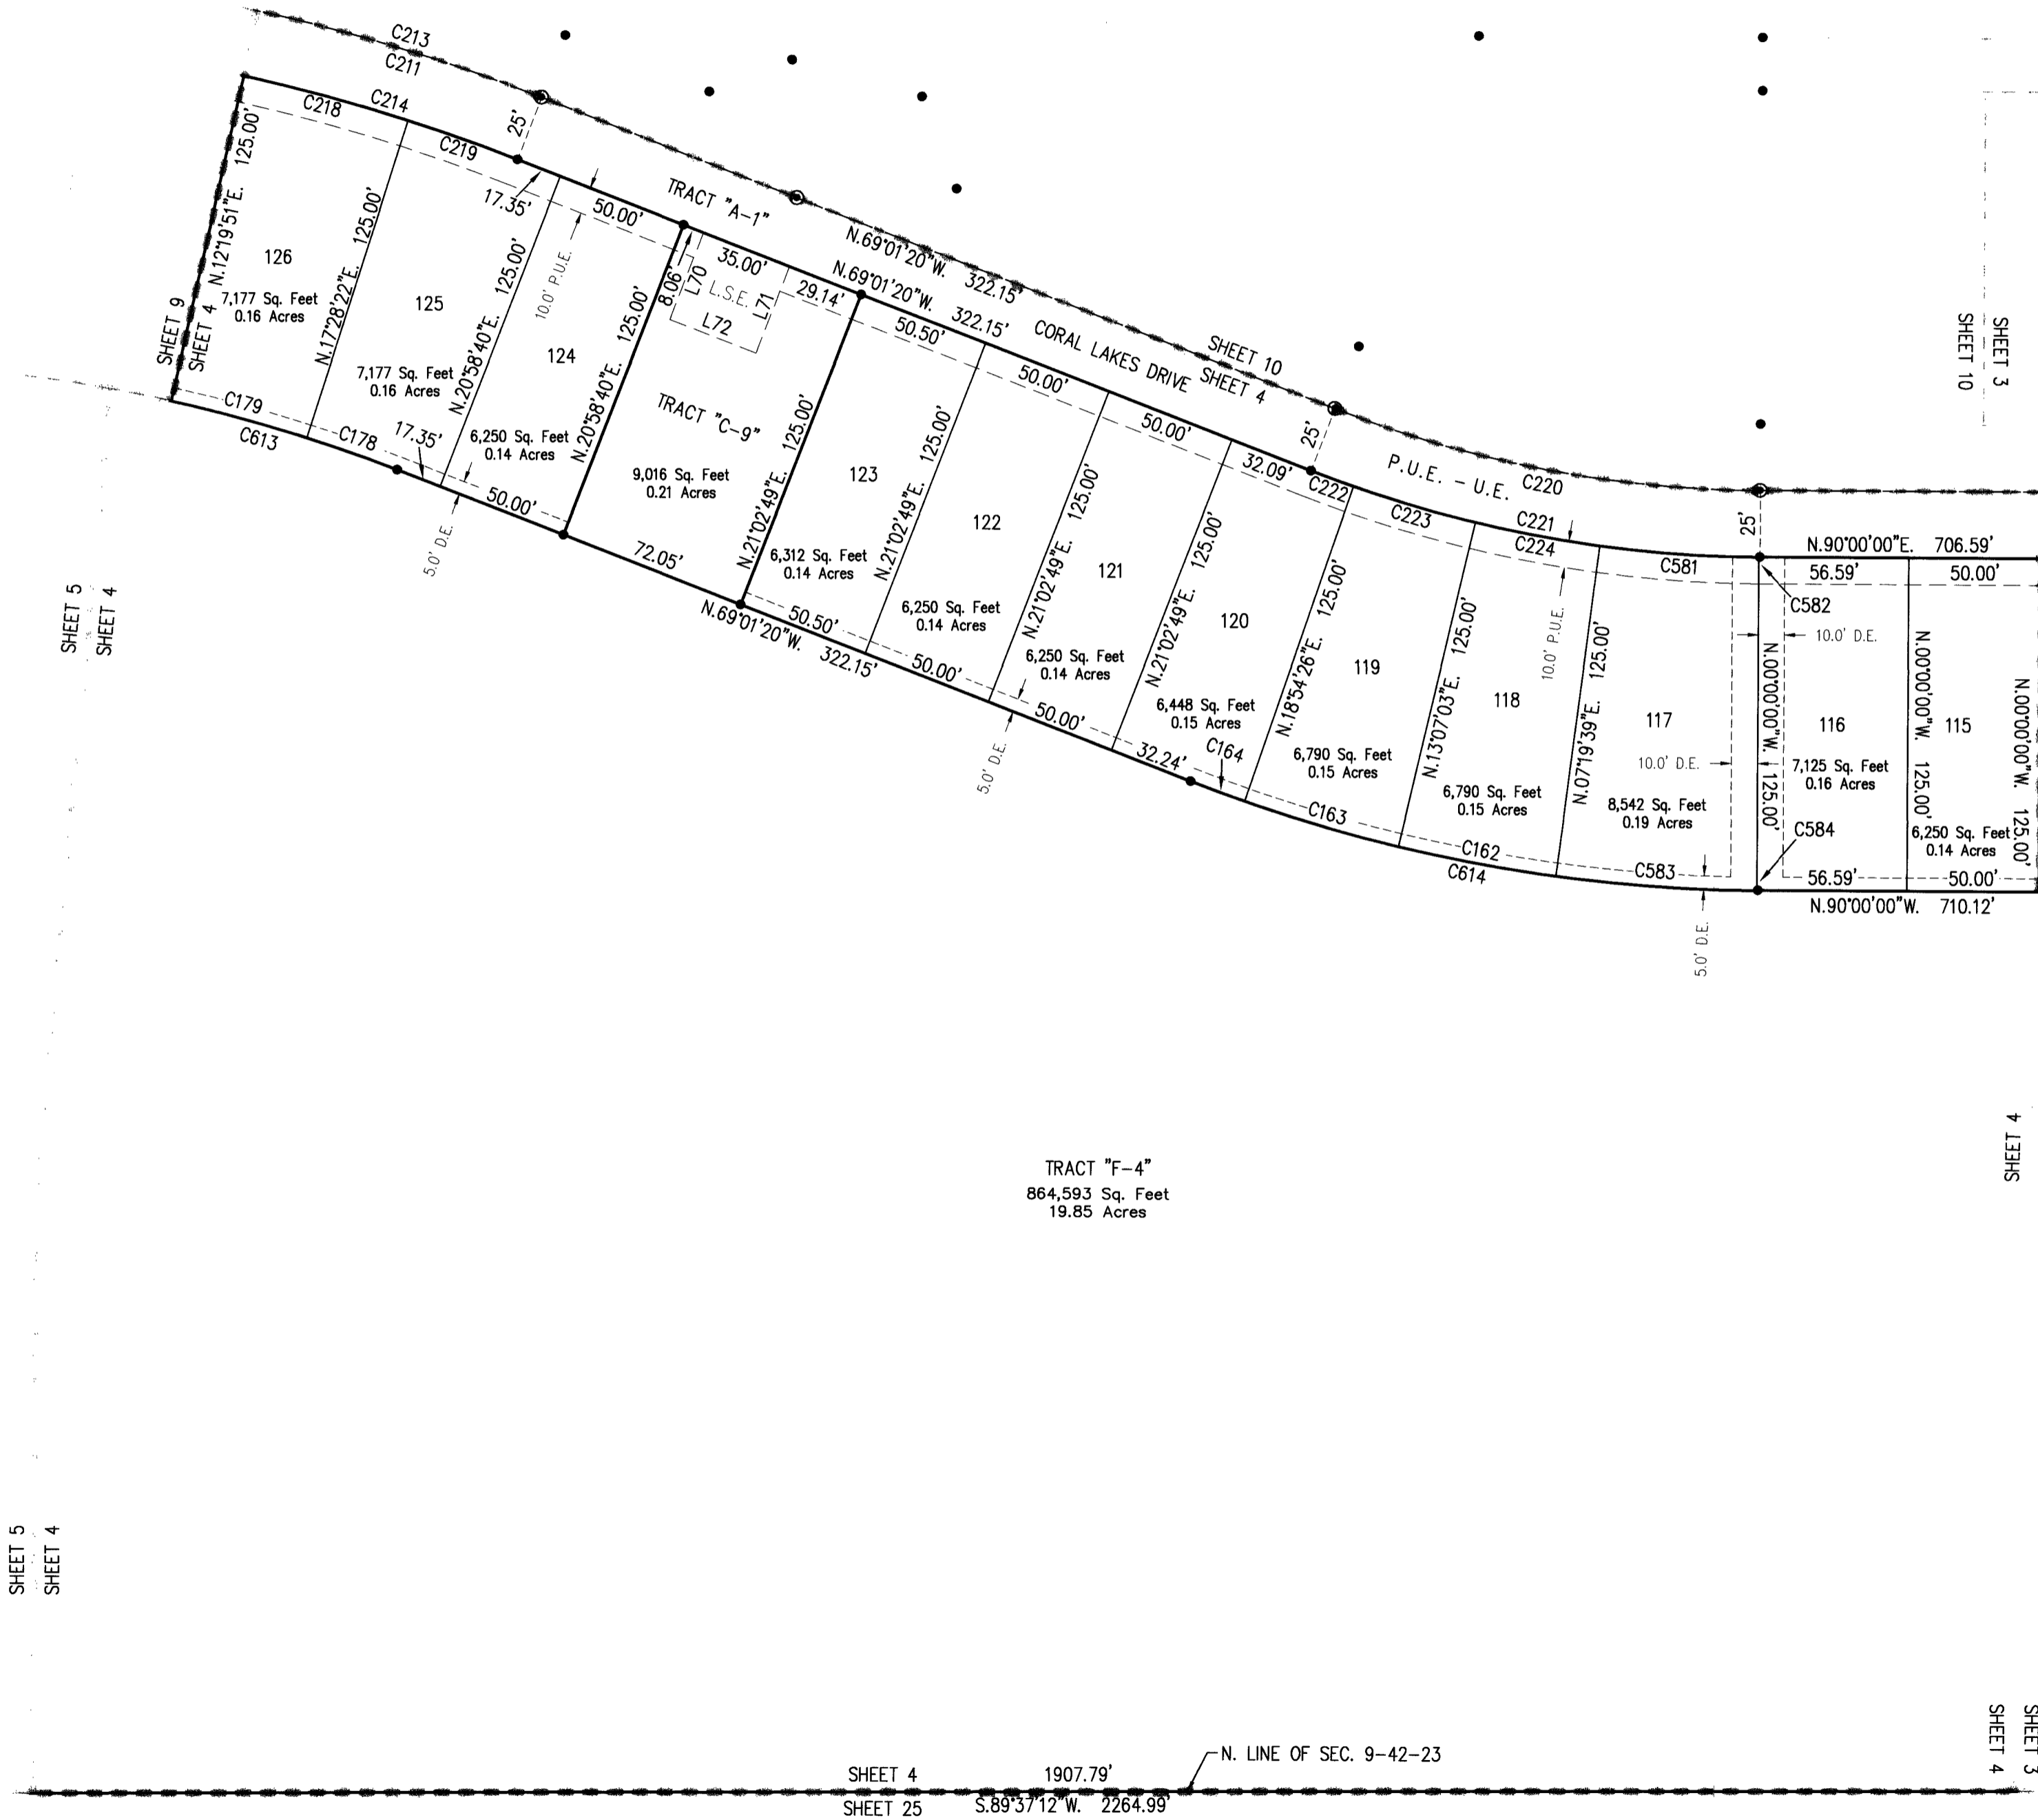 C213
C211
C218
C214
C219
25'
17.35'
50.00'
TRACT "A-1"
N.69°01'20"W. 322.15'
N.69°01'20"W. 322.15'
CORAL LAKES DRIVE
SHEET 10
SHEET 4
SHEET 3
SHEET 10
SHEET 9
SHEET 4
N.12°19'51"E. 125.00'
126
7,177 Sq. Feet
0.16 Acres
N.17°28'22"E. 125.00'
125
7,177 Sq. Feet
0.16 Acres
N.20°58'40"E. 125.00'
10.0' P.U.E.
124
6,250 Sq. Feet
0.14 Acres
N.20°58'40"E. 125.00'
8.06'
L70
35.00'
L.S.E.
L71
L72
29.14'
TRACT "C-9"
9,016 Sq. Feet
0.21 Acres
N.21°02'49"E. 125.00'
50.50'
123
6,312 Sq. Feet
0.14 Acres
N.21°02'49"E. 125.00'
50.00'
122
6,250 Sq. Feet
0.14 Acres
N.21°02'49"E. 125.00'
50.00'
121
6,250 Sq. Feet
0.14 Acres
N.21°02'49"E. 125.00'
32.09'
25'
C222
120
6,448 Sq. Feet
0.15 Acres
N.18°54'26"E. 125.00'
P.U.E. - U.E.
C220
C223
C221
C224
119
6,790 Sq. Feet
0.15 Acres
N.13°07'03"E. 125.00'
10.0' P.U.E.
118
6,790 Sq. Feet
0.15 Acres
N.07°19'39"E. 125.00'
C581
25'
117
10.0' D.E.
8,542 Sq. Feet
0.19 Acres
N.90°00'00"E. 706.59'
56.59'
50.00'
C582
10.0' D.E.
N.00°00'00"W. 125.00'
116
7,125 Sq. Feet
0.16 Acres
N.00°00'00"W. 125.00'
115
6,250 Sq. Feet
0.14 Acres
N.00°00'00"W. 125.00'
C584
C179
C613
C178
17.35'
50.00'
5.0' D.E.
72.05'
N.69°01'20"W. 322.15'
50.50'
50.00'
50.00'
5.0' D.E.
32.24'
C164
C163
C162
C614
C583
5.0' D.E.
56.59'
50.00'
N.90°00'00"W. 710.12'
SHEET 5
SHEET 4
SHEET 4
TRACT "F-4"
864,593 Sq. Feet
19.85 Acres
SHEET 5
SHEET 4
SHEET 4
SHEET 3
N. LINE OF SEC. 9-42-23
SHEET 4 1907.79'
SHEET 25 S.89°37'12"W. 2264.99'